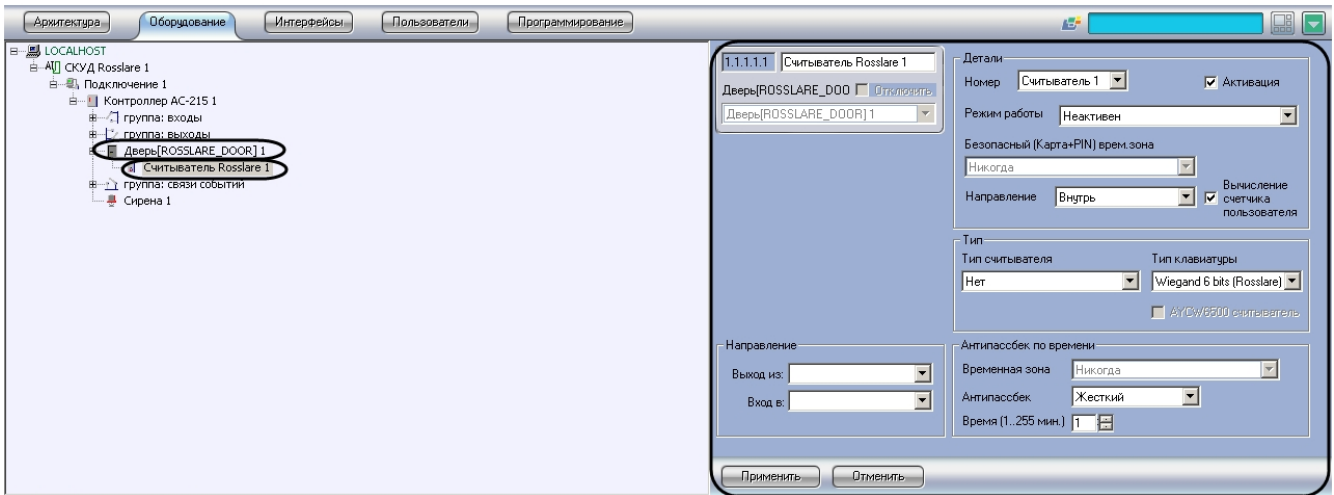 Архитектура Оборудование Интерфейсы Пользователи Программирование
LOCALHOST
СКУД Rosslare 1
Подключение 1
Контроллер AC-215 1
группа: входы
группа: выходы
Дверь[ROSSLARE_DOOR] 1
Считыватель Rosslare 1
группа: связи событий
Сирена 1
1.1.1.1.1 Считыватель Rosslare 1
Дверь[ROSSLARE_DOO Отключить
Дверь[ROSSLARE_DOOR] 1
Детали
Номер Считыватель 1 Активация
Режим работы Неактивен
Безопасный (Карта+PIN) врем.зона
Никогда
Направление Внутрь Вычисление
счетчика
пользователя
Тип
Тип считывателя Тип клавиатуры
Нет Wiegand 6 bits (Rosslare)
AYCW6500 считыватель
Направление
Выход из:
Вход в:
Антипассбек по времени
Временная зона Никогда
Антипассбек Жесткий
Время (1..255 мин.) 1
Применить Отменить